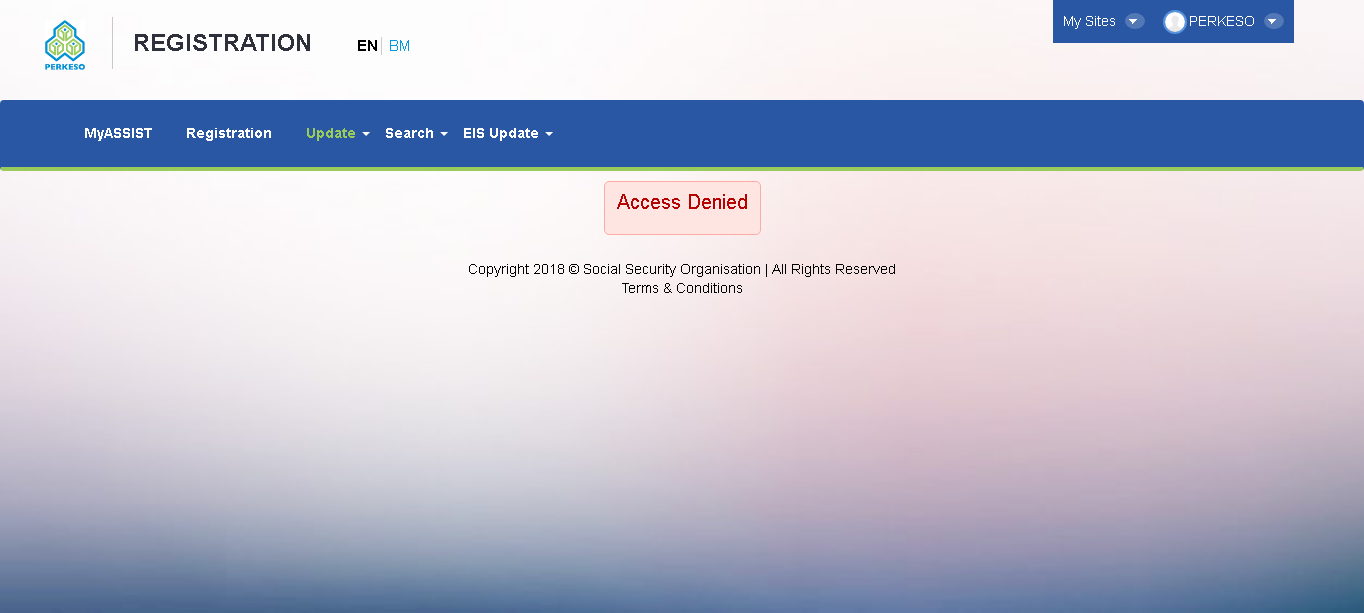 My Sites PERKESO
PERKESO
REGISTRATION
EN BM
MyASSIST Registration Update Search EIS Update
Access Denied
Copyright 2018 © Social Security Organisation | All Rights Reserved
Terms & Conditions